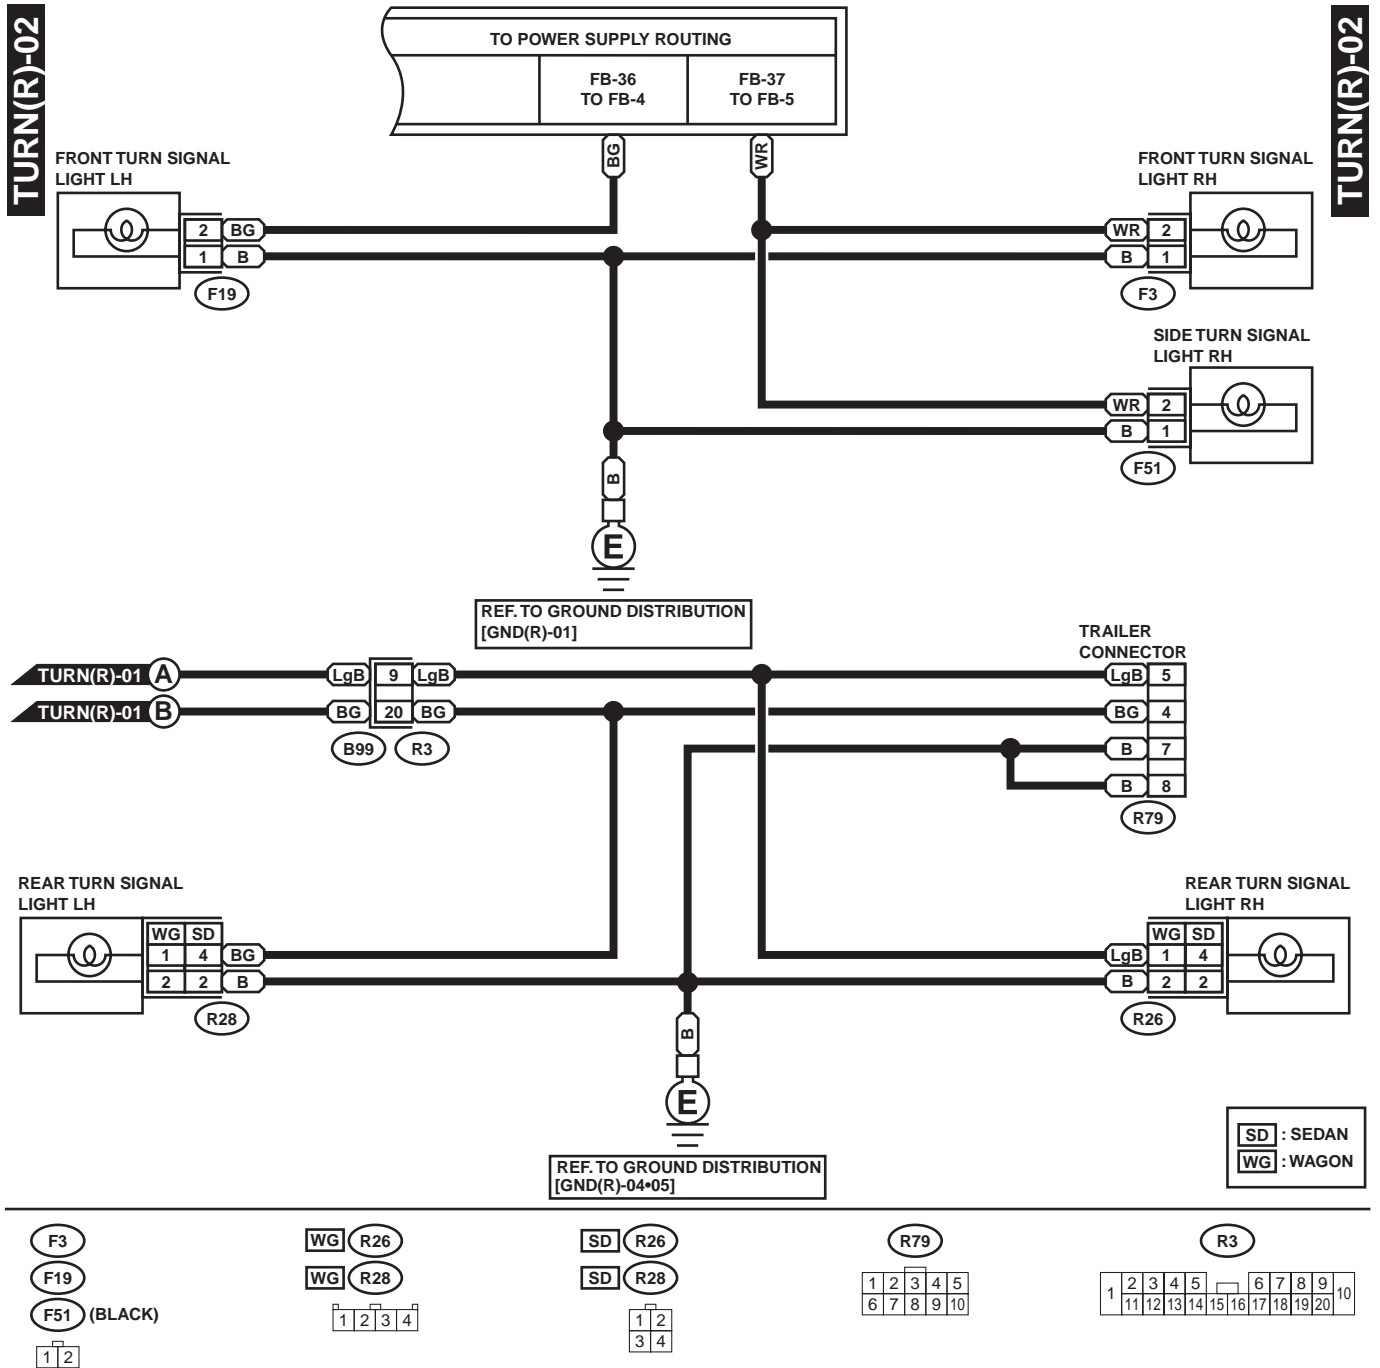 TURN(R)-02
TURN(R)-02
TO POWER SUPPLY ROUTING
FB-36
TO FB-4
FB-37
TO FB-5
BG
WR
FRONT TURN SIGNAL
LIGHT LH
2 BG
1 B
F19
FRONT TURN SIGNAL
LIGHT RH
WR 2
B 1
F3
SIDE TURN SIGNAL
LIGHT RH
WR 2
B 1
F51
B
E
REF. TO GROUND DISTRIBUTION
[GND(R)-01]
TRAILER
CONNECTOR
TURN(R)-01 A LgB 9 LgB LgB 5
TURN(R)-01 B BG 20 BG BG 4
B99 R3
B 7
B 8
R79
REAR TURN SIGNAL
LIGHT LH
WG SD
1 4 BG
2 2 B
R28
REAR TURN SIGNAL
LIGHT RH
WG SD
LgB 1 4
B 2 2
R26
B
E
REF. TO GROUND DISTRIBUTION
[GND(R)-04•05]
SD : SEDAN
WG : WAGON
F3
F19
F51 (BLACK)
1 2
WG R26
WG R28
1 2 3 4
SD R26
SD R28
1 2
3 4
R79
1 2 3 4 5
6 7 8 9 10
R3
1 2 3 4 5 6 7 8 9 10
11 12 13 14 15 16 17 18 19 20